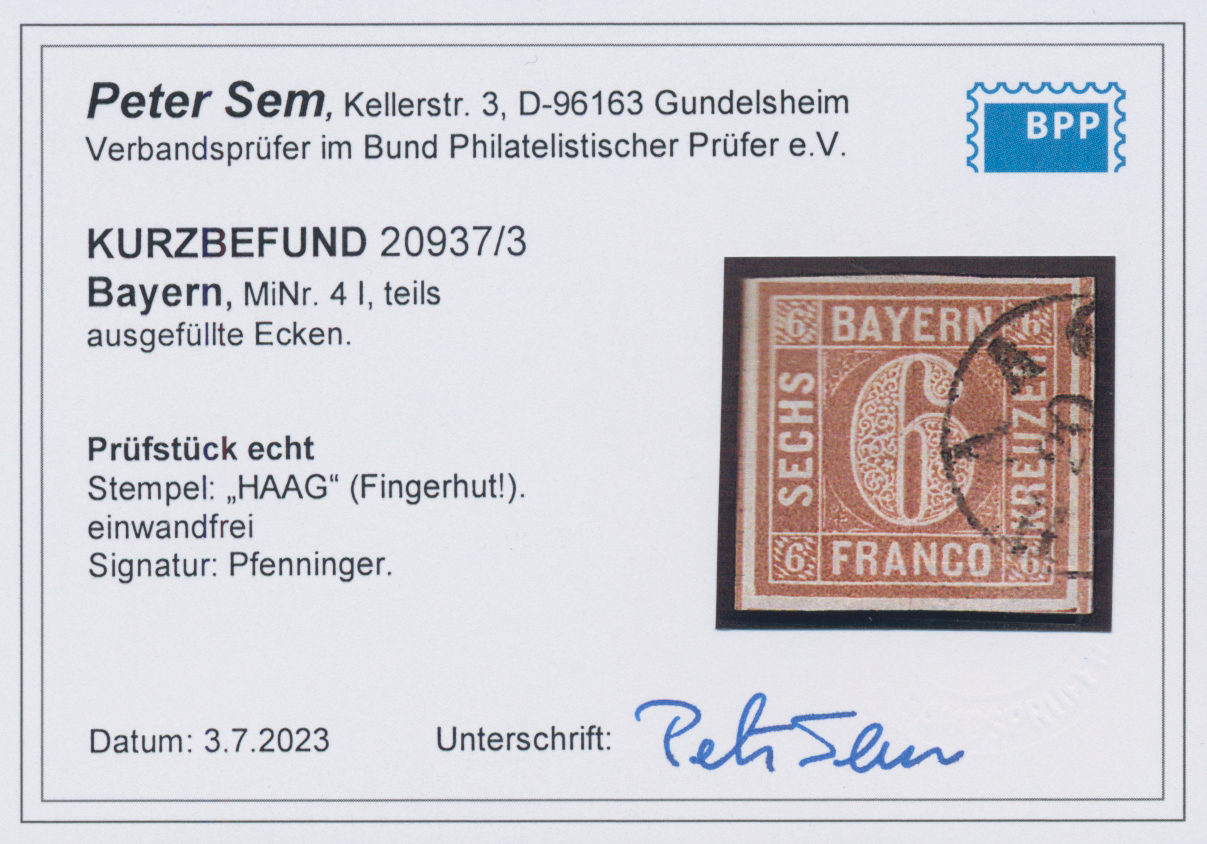 Peter Sem, Kellerstr. 3, D-96163 Gundelsheim
Verbandsprüfer im Bund Philatelistischer Prüfer e.V.
BPP
KURZBEFUND 20937/3
Bayern, MiNr. 4 I, teils
ausgefüllte Ecken.
6 BAYERN 6
SECHS
6
KREUZER
6 FRANCO 6
Prüfstück echt
Stempel: „HAAG“ (Fingerhut!).
einwandfrei
Signatur: Pfenninger.
Datum: 3.7.2023
Unterschrift: Peter Sem